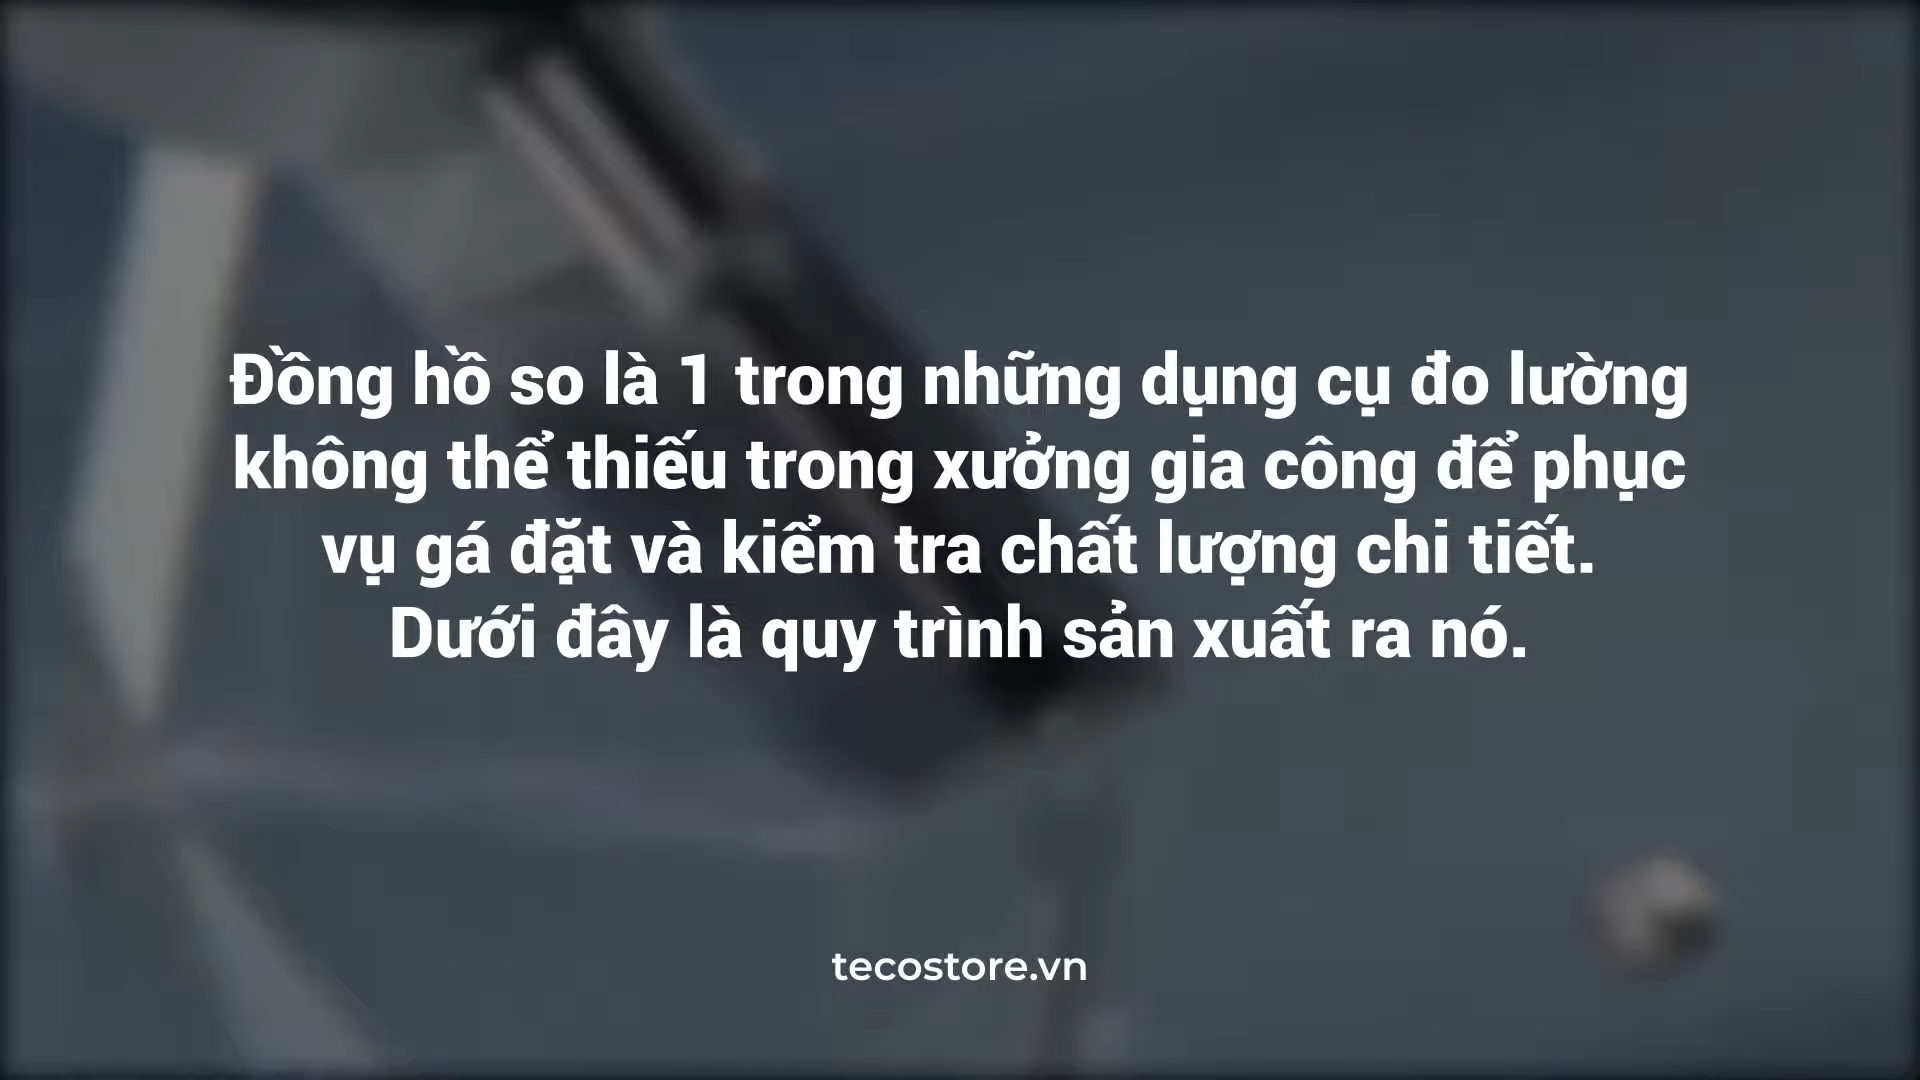 Đồng hồ so là 1 trong những dụng cụ đo lường
không thể thiếu trong xưởng gia công để phục
vụ gá đặt và kiểm tra chất lượng chi tiết.
Dưới đây là quy trình sản xuất ra nó.
tecostore.vn